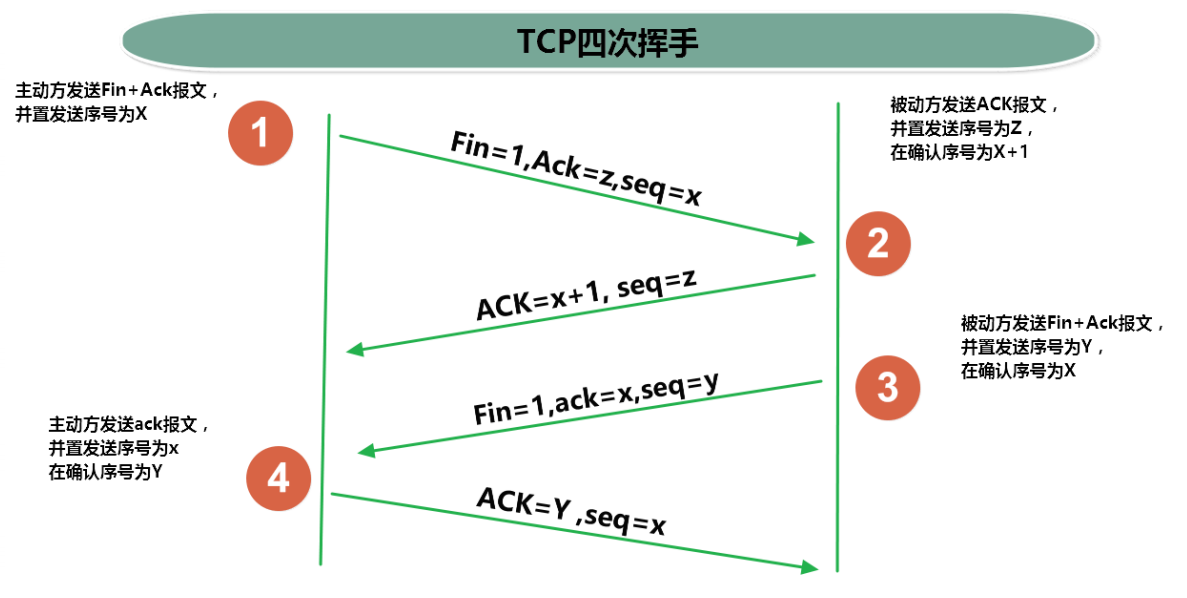 TCP四次挥手
主动方发送Fin+Ack报文，
并置发送序号为X
1
Fin=1,Ack=z,seq=x
被动方发送ACK报文，
并置发送序号为Z，
在确认序号为X+1
2
ACK=x+1, seq=z
被动方发送Fin+Ack报文，
并置发送序号为Y，
在确认序号为X
3
Fin=1,ack=x,seq=y
主动方发送ack报文，
并置发送序号为x
在确认序号为Y
4
ACK=Y ,seq=x